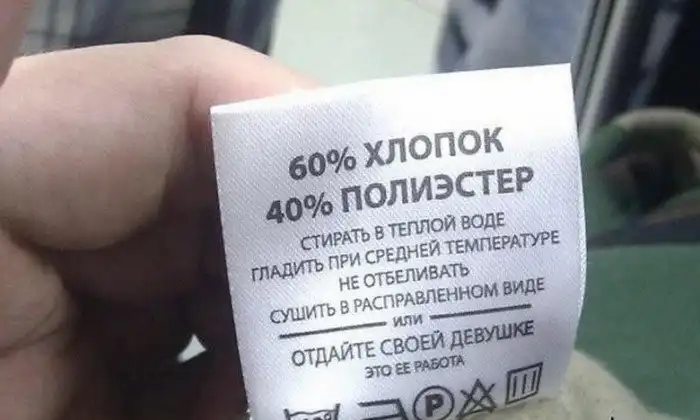 60% ХЛОПОК
40% ПОЛИЭСТЕР
СТИРАТЬ В ТЕПЛОЙ ВОДЕ
ГЛАДИТЬ ПРИ СРЕДНЕЙ ТЕМПЕРАТУРЕ
НЕ ОТБЕЛИВАТЬ
СУШИТЬ В РАСПРАВЛЕННОМ ВИДЕ
ИЛИ
ОТДАЙТЕ СВОЕЙ ДЕВУШКЕ
ЭТО ЕЕ РАБОТА
P